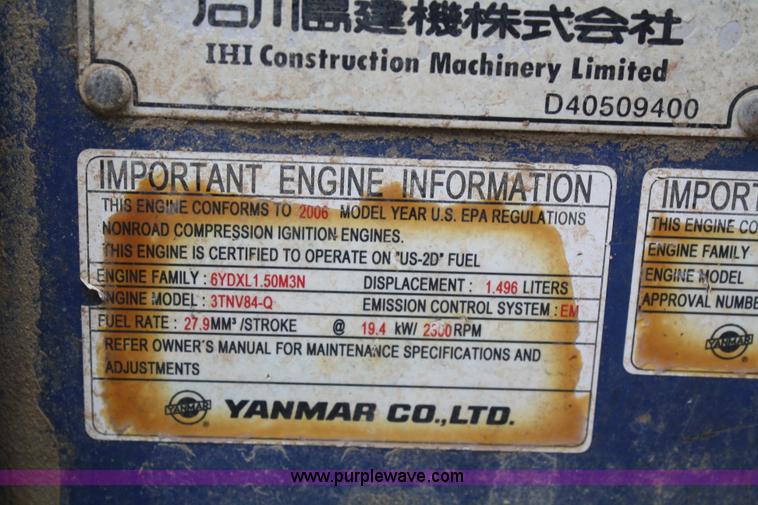 石川島建機株式会社
IHI Construction Machinery Limited
D40509400
IMPORTANT ENGINE INFORMATION
THIS ENGINE CONFORMS TO 2006 MODEL YEAR U.S. EPA REGULATIONS
NONROAD COMPRESSION IGNITION ENGINES.
THIS ENGINE IS CERTIFIED TO OPERATE ON "US-2D" FUEL
ENGINE FAMILY : 6YDXL1.50M3N DISPLACEMENT : 1.496 LITERS
ENGINE MODEL : 3TNV84-Q EMISSION CONTROL SYSTEM : EM
FUEL RATE : 27.9MM³ /STROKE @ 19.4 kW/ 2300RPM
REFER OWNER'S MANUAL FOR MAINTENANCE SPECIFICATIONS AND
ADJUSTMENTS
YANMAR YANMAR CO.,LTD.
IMPORT
THIS ENGINE CO
ENGINE FAMILY
ENGINE MODEL
APPROVAL NUMBE
YANMAR
www.purplewave.com